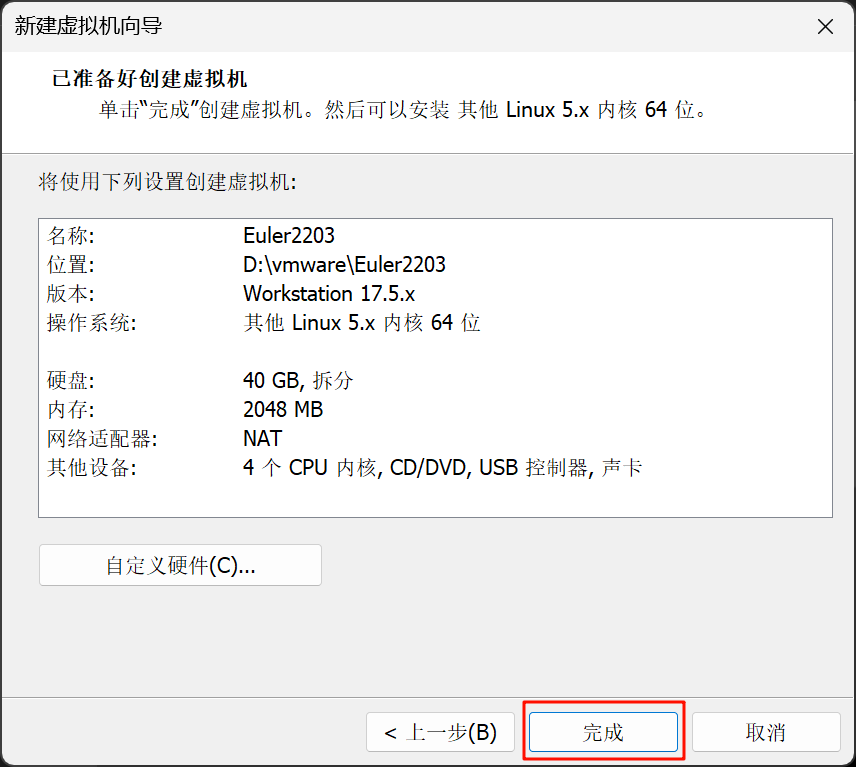 新建虚拟机向导
已准备好创建虚拟机
单击“完成”创建虚拟机。然后可以安装 其他 Linux 5.x 内核 64 位。
将使用下列设置创建虚拟机:
名称: Euler2203
位置: D:\vmware\Euler2203
版本: Workstation 17.5.x
操作系统: 其他 Linux 5.x 内核 64 位
硬盘: 40 GB, 拆分
内存: 2048 MB
网络适配器: NAT
其他设备: 4 个 CPU 内核, CD/DVD, USB 控制器, 声卡
自定义硬件(C)...
< 上一步(B) 完成 取消